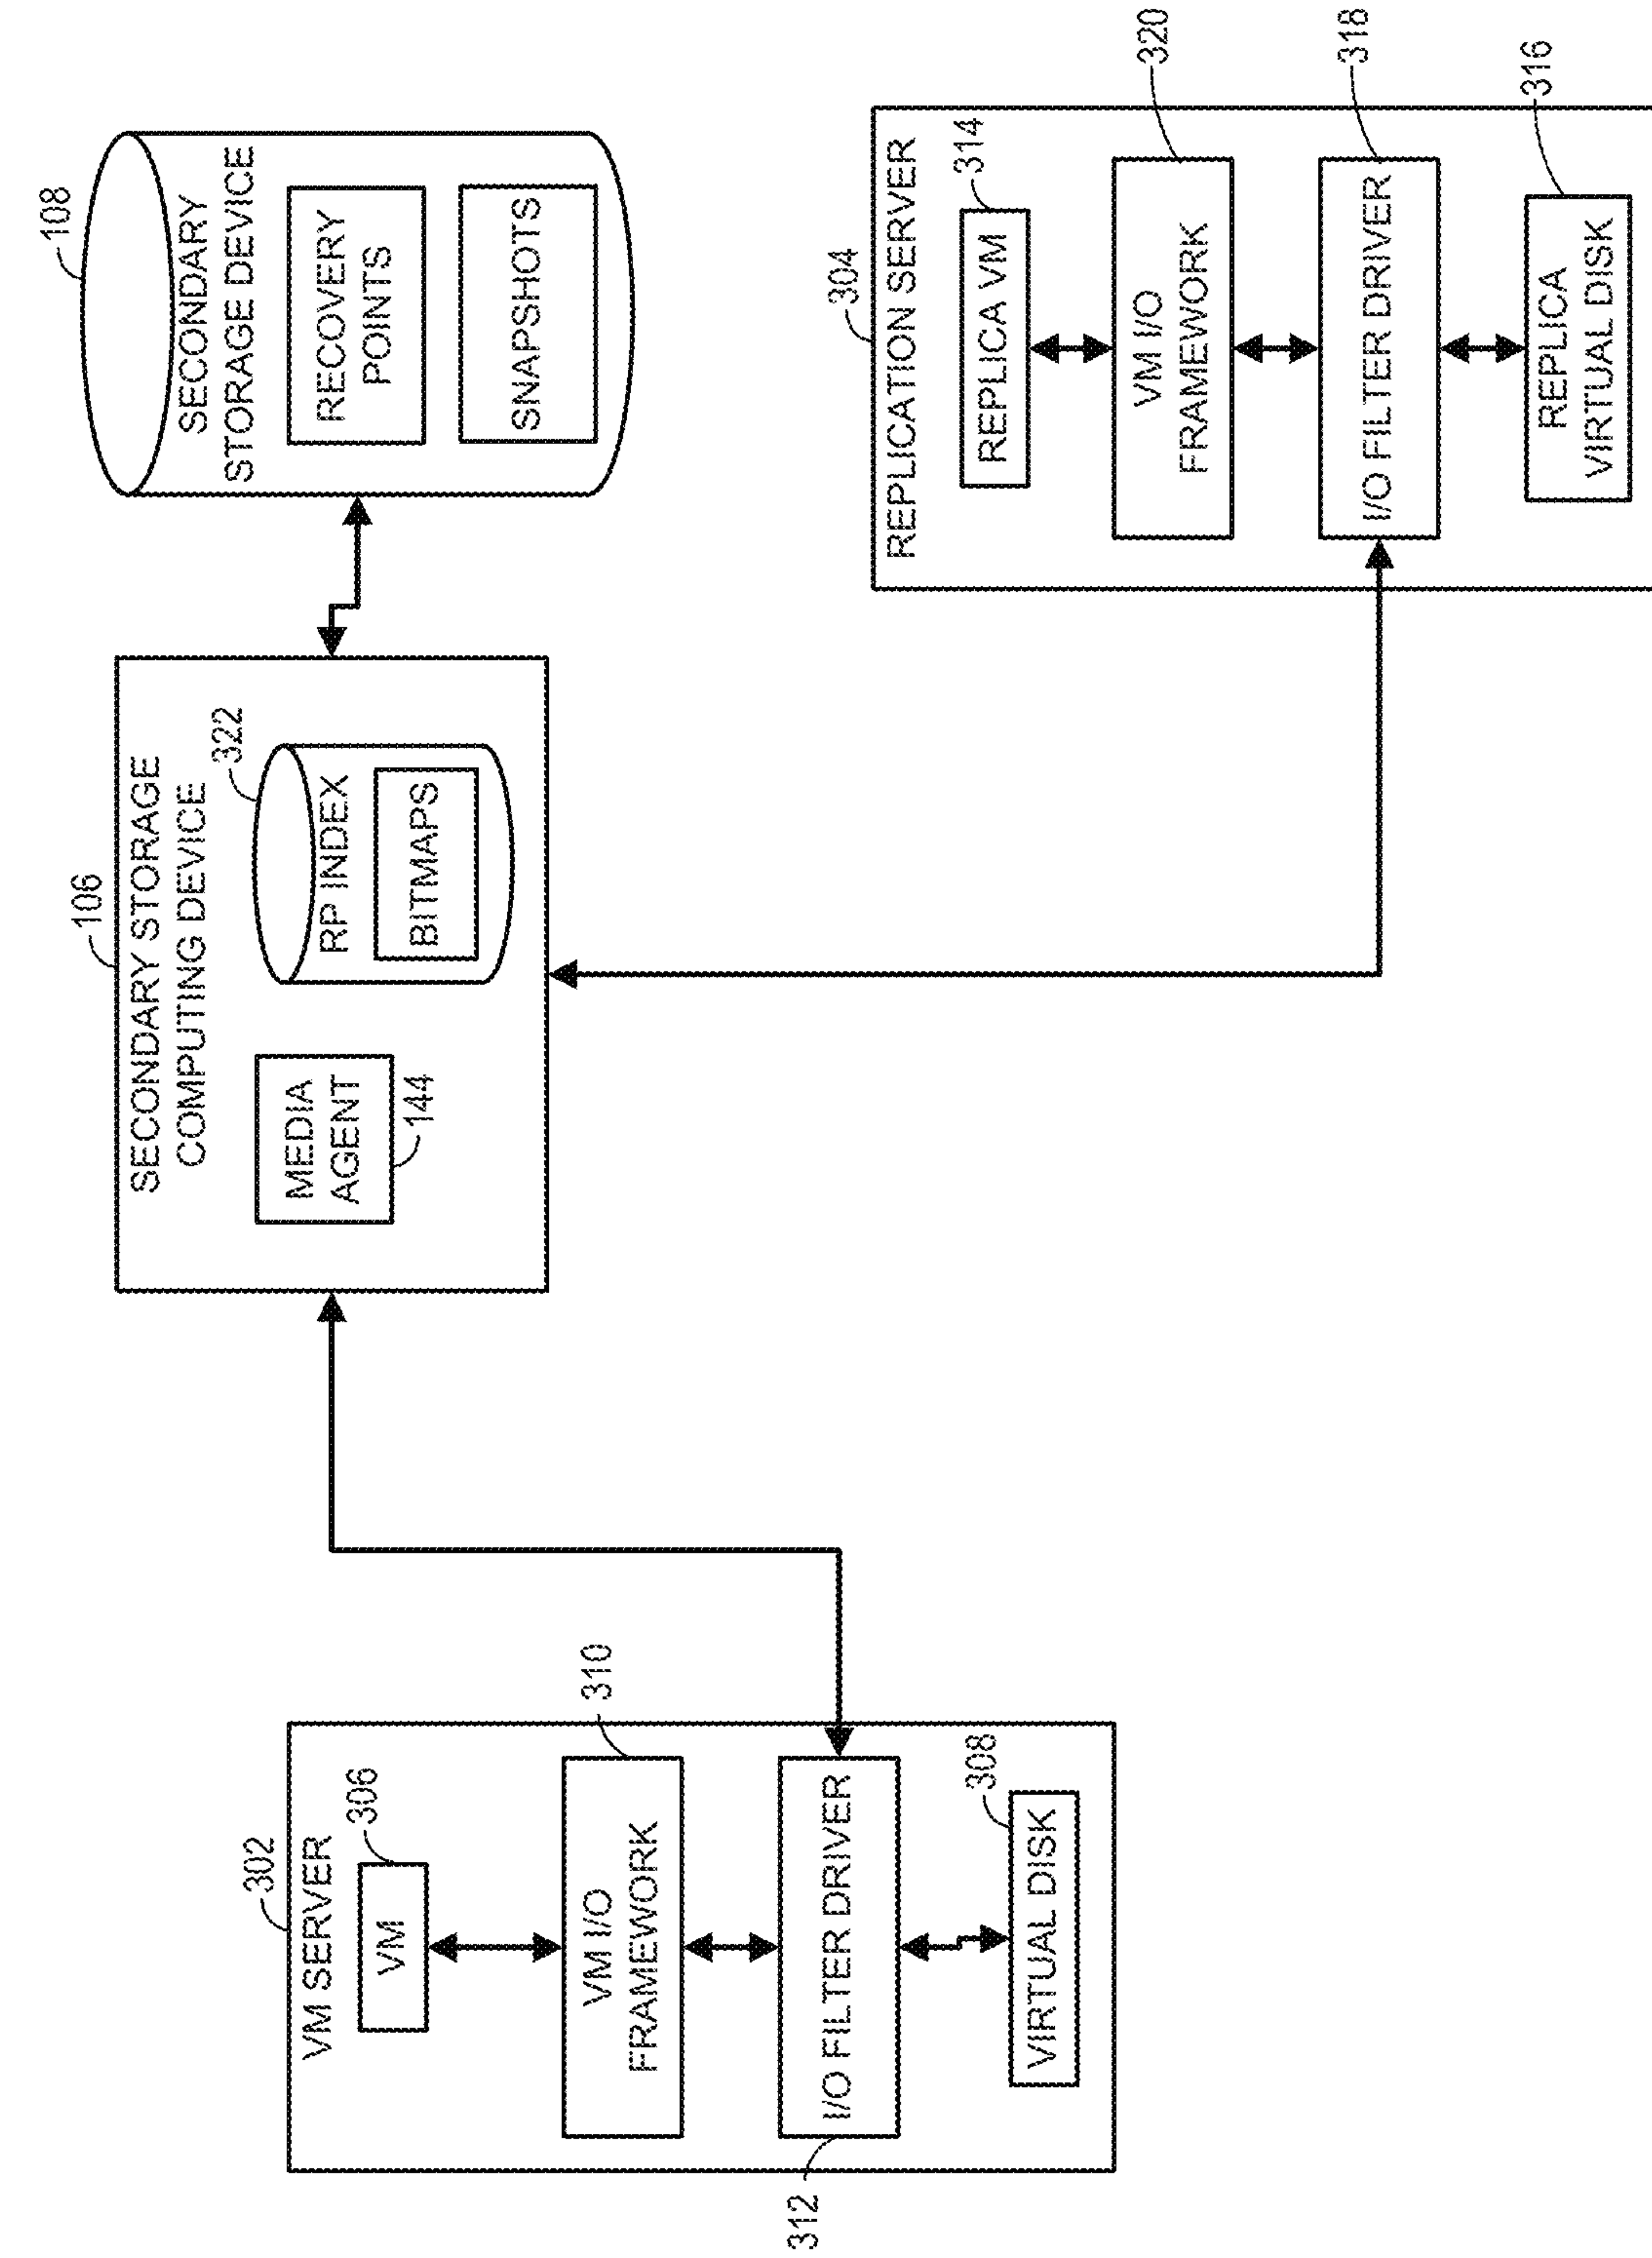 302
VM SERVER
306
VM
310
VM I/O
FRAMEWORK
312
I/O FILTER DRIVER
308
VIRTUAL DISK
106
SECONDARY STORAGE
COMPUTING DEVICE
MEDIA
AGENT
144
322
RP INDEX
BITMAPS
108
SECONDARY
STORAGE DEVICE
RECOVERY
POINTS
SNAPSHOTS
304
REPLICATION SERVER
314
REPLICA VM
320
VM I/O
FRAMEWORK
318
I/O FILTER DRIVER
316
REPLICA
VIRTUAL DISK